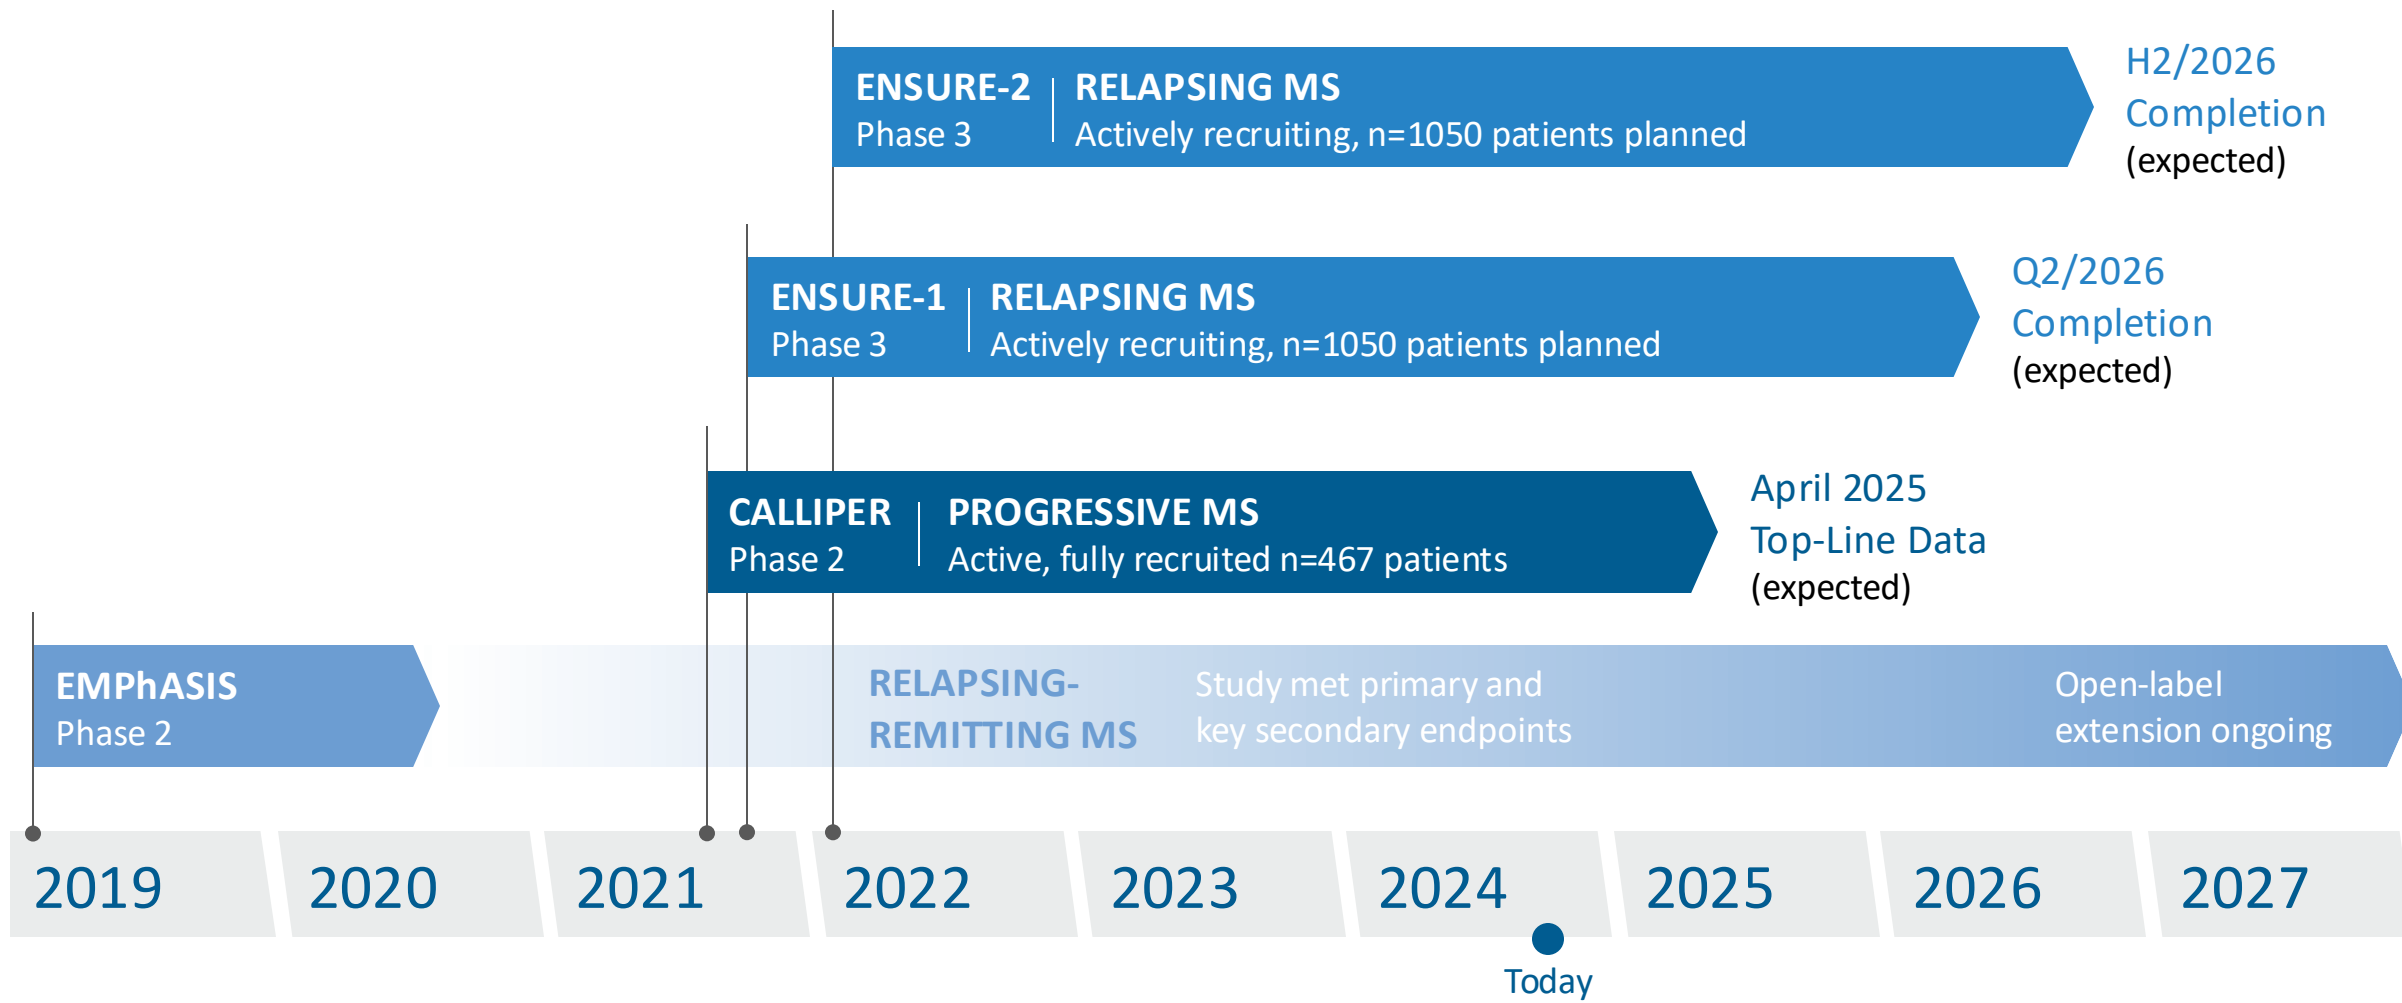 ENSURE-2
Phase 3
RELAPSING MS
Actively recruiting, n=1050 patients planned
H2/2026
Completion
(expected)
ENSURE-1
Phase 3
RELAPSING MS
Actively recruiting, n=1050 patients planned
Q2/2026
Completion
(expected)
CALLIPER
Phase 2
PROGRESSIVE MS
Active, fully recruited n=467 patients
April 2025
Top-Line Data
(expected)
EMPhASIS
Phase 2
RELAPSING-
REMITTING MS
Study met primary and
key secondary endpoints
Open-label
extension ongoing
2019
2020
2021
2022
2023
2024
2025
2026
2027
Today